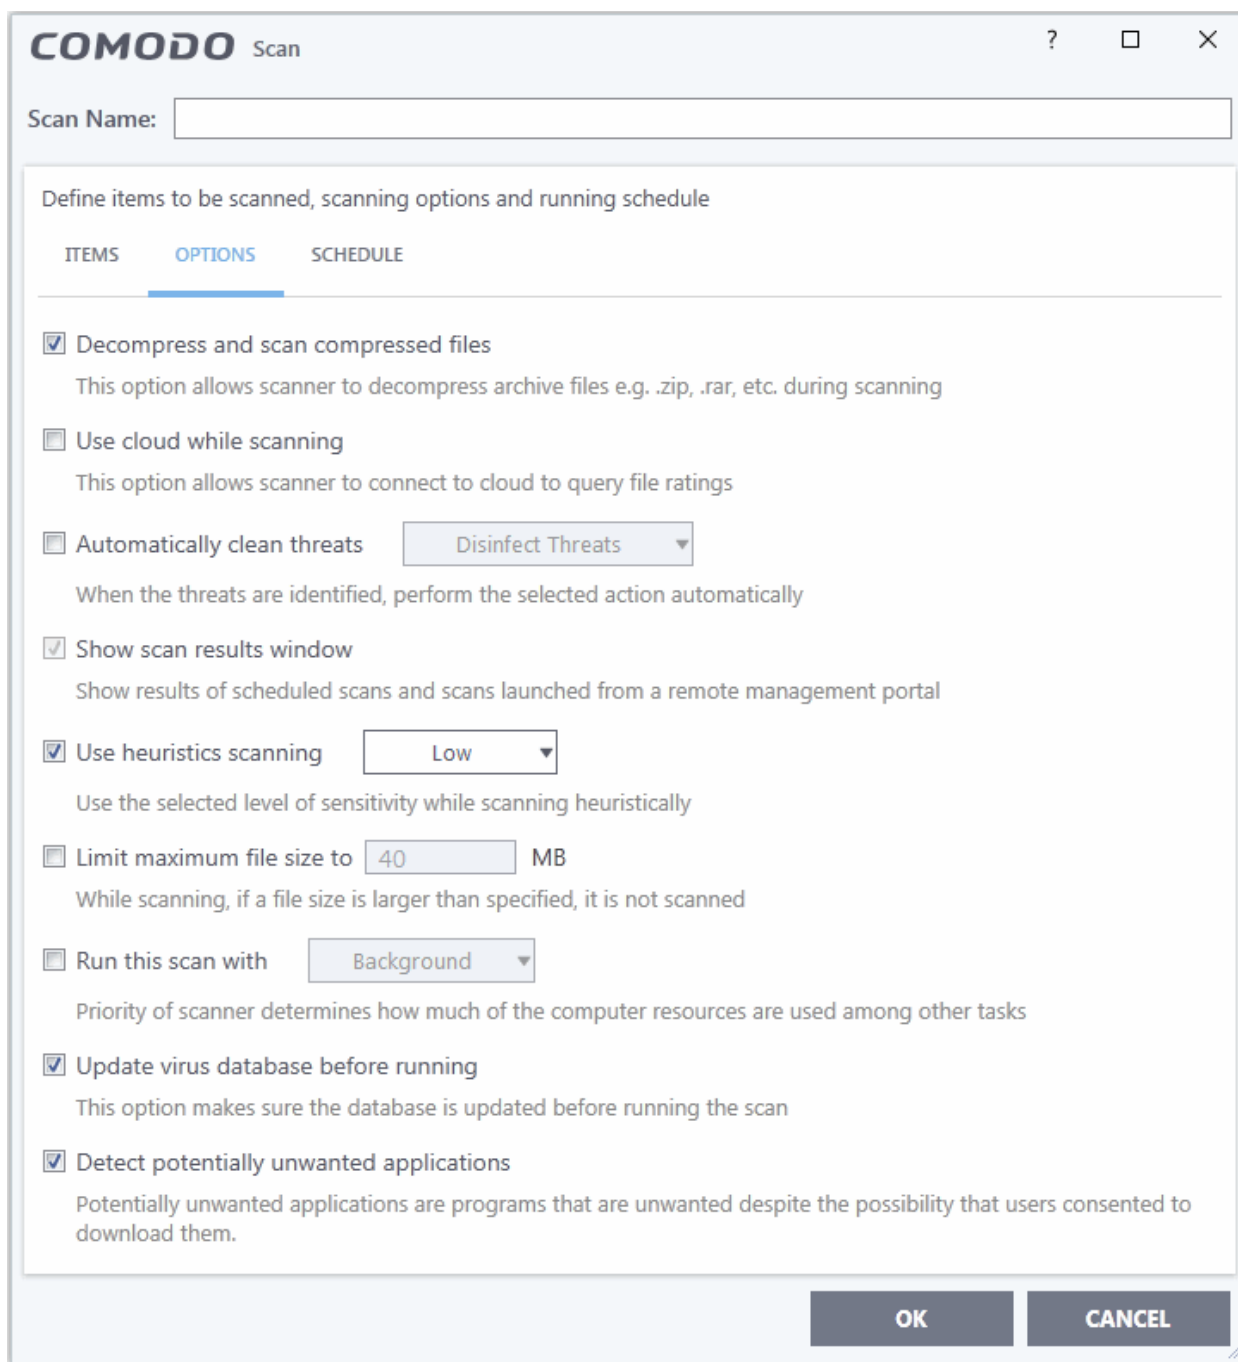 COMODO Scan ?
Scan Name:
Define items to be scanned, scanning options and running schedule
ITEMS OPTIONS SCHEDULE
Decompress and scan compressed files
This option allows scanner to decompress archive files e.g. .zip, .rar, etc. during scanning
Use cloud while scanning
This option allows scanner to connect to cloud to query file ratings
Automatically clean threats Disinfect Threats
When the threats are identified, perform the selected action automatically
Show scan results window
Show results of scheduled scans and scans launched from a remote management portal
Use heuristics scanning Low
Use the selected level of sensitivity while scanning heuristically
Limit maximum file size to 40 MB
While scanning, if a file size is larger than specified, it is not scanned
Run this scan with Background
Priority of scanner determines how much of the computer resources are used among other tasks
Update virus database before running
This option makes sure the database is updated before running the scan
Detect potentially unwanted applications
Potentially unwanted applications are programs that are unwanted despite the possibility that users consented to
download them.
OK CANCEL